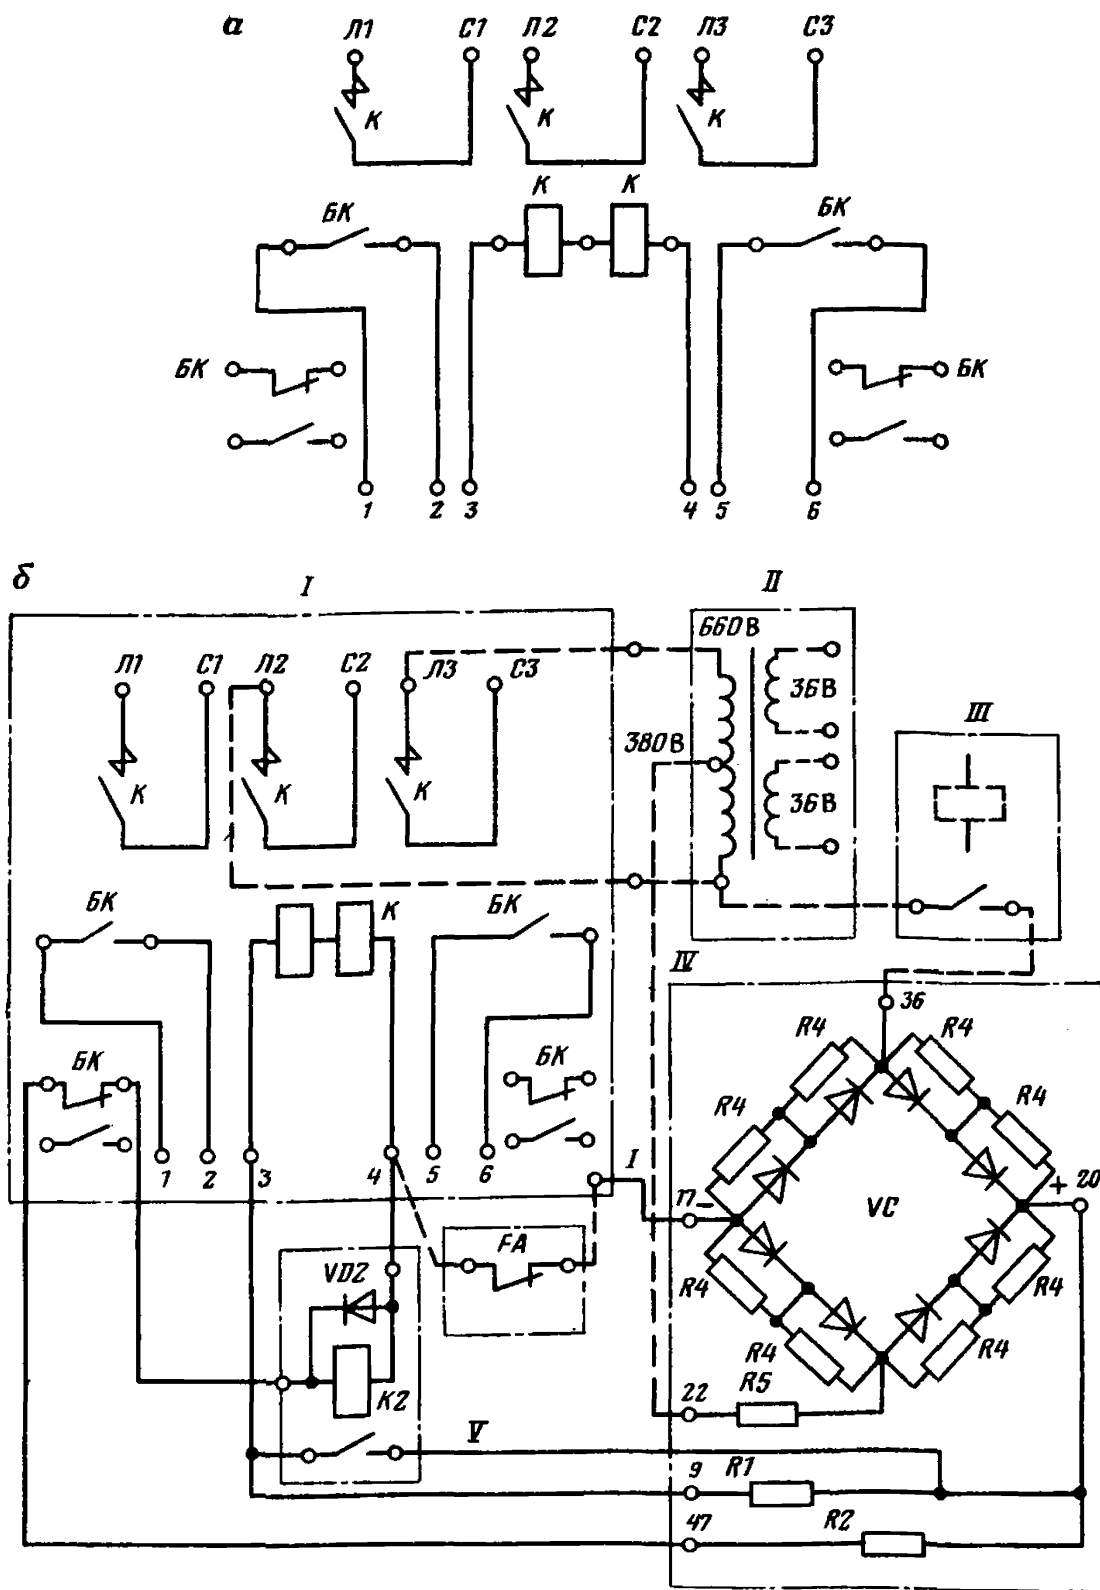 а
Л1 С1 Л2 С2 Л3 С3
К К К
К К
БК БК
БК БК
1 2 3 4 5 6
б
I II
660В
Л1 С1 Л2 С2 Л3 С3
36В
III
380В
К К К
36В
БК К БК
IV
36
R4 R4
БК БК
R4 R4
1 2 3 4 5 6 I
17 − VC + 20
FA
VD2
R4 R4
R4 R4
К2
22 R5
V
9 R1
47 R2